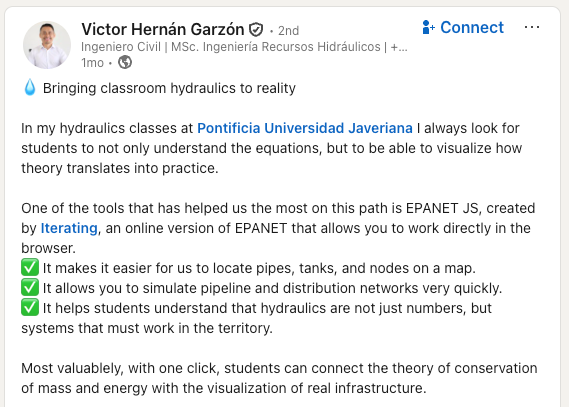 Victor Hernán Garzón • 2nd
Connect
Ingeniero Civil | MSc. Ingeniería Recursos Hidráulicos | +...
1mo •
💧 Bringing classroom hydraulics to reality
In my hydraulics classes at Pontificia Universidad Javeriana I always look for
students to not only understand the equations, but to be able to visualize how
theory translates into practice.
One of the tools that has helped us the most on this path is EPANET JS, created
by Iterating, an online version of EPANET that allows you to work directly in the
browser.
✅ It makes it easier for us to locate pipes, tanks, and nodes on a map.
✅ It allows you to simulate pipeline and distribution networks very quickly.
✅ It helps students understand that hydraulics are not just numbers, but
systems that must work in the territory.
Most valuablely, with one click, students can connect the theory of conservation
of mass and energy with the visualization of real infrastructure.